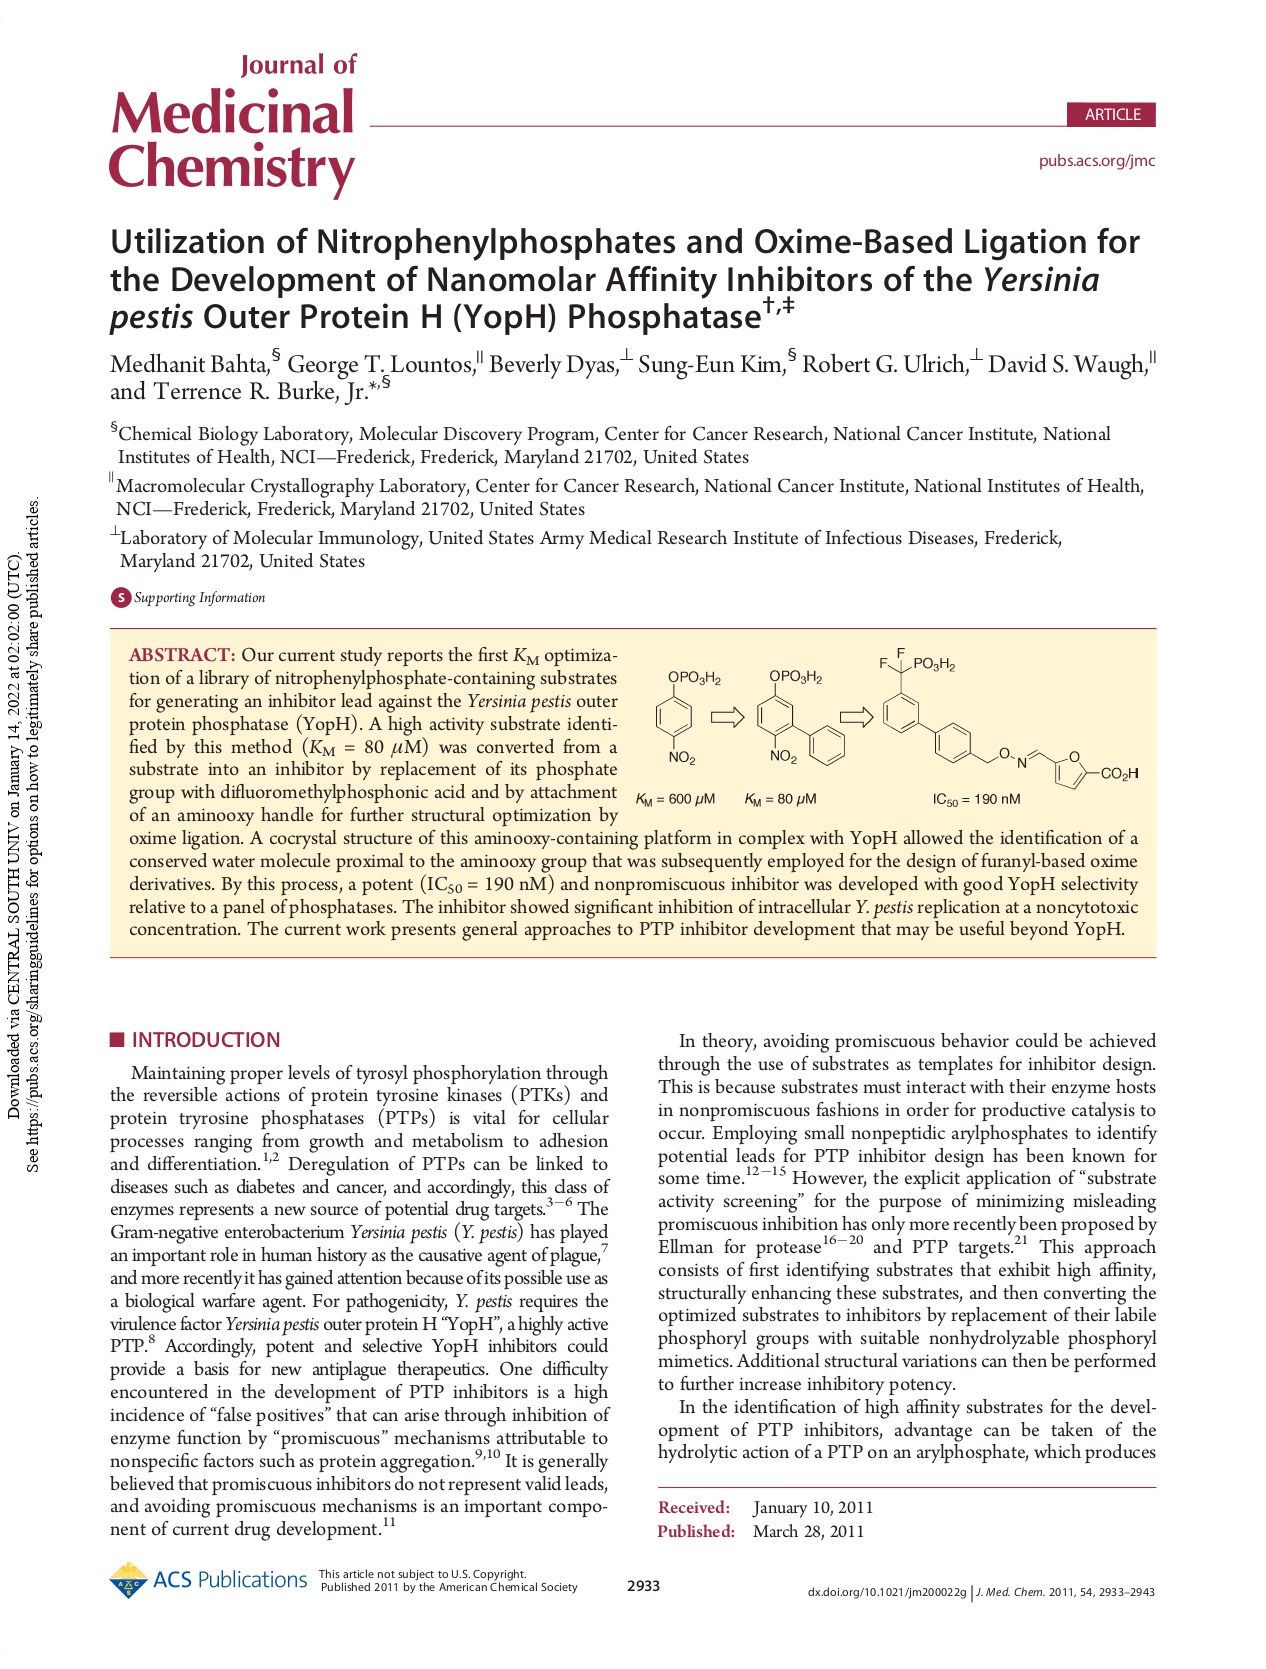 Journal of
Medicinal
Chemistry
ARTICLE
pubs.acs.org/jmc
Utilization of Nitrophenylphosphates and Oxime-Based Ligation for
the Development of Nanomolar Affinity Inhibitors of the Yersinia
pestis Outer Protein H (YopH) Phosphatase†,‡
Medhanit Bahta,§ George T. Lountos,|| Beverly Dyas,⊥ Sung-Eun Kim,§ Robert G. Ulrich,⊥ David S. Waugh,||
and Terrence R. Burke, Jr.*,§
§Chemical Biology Laboratory, Molecular Discovery Program, Center for Cancer Research, National Cancer Institute, National
Institutes of Health, NCI—Frederick, Frederick, Maryland 21702, United States
||Macromolecular Crystallography Laboratory, Center for Cancer Research, National Cancer Institute, National Institutes of Health,
NCI—Frederick, Frederick, Maryland 21702, United States
⊥Laboratory of Molecular Immunology, United States Army Medical Research Institute of Infectious Diseases, Frederick,
Maryland 21702, United States
S Supporting Information
ABSTRACT: Our current study reports the first KM optimiza-
tion of a library of nitrophenylphosphate-containing substrates
for generating an inhibitor lead against the Yersinia pestis outer
protein phosphatase (YopH). A high activity substrate identi-
fied by this method (KM = 80 μM) was converted from a
substrate into an inhibitor by replacement of its phosphate
group with difluoromethylphosphonic acid and by attachment
of an aminooxy handle for further structural optimization by
oxime ligation. A cocrystal structure of this aminooxy-containing platform in complex with YopH allowed the identification of a
conserved water molecule proximal to the aminooxy group that was subsequently employed for the design of furanyl-based oxime
derivatives. By this process, a potent (IC50 = 190 nM) and nonpromiscuous inhibitor was developed with good YopH selectivity
relative to a panel of phosphatases. The inhibitor showed significant inhibition of intracellular Y. pestis replication at a noncytotoxic
concentration. The current work presents general approaches to PTP inhibitor development that may be useful beyond YopH.
OPO3H2
NO2
KM = 600 μM
OPO3H2
NO2
KM = 80 μM
F
F
PO3H2
O
N
O
CO2H
IC50 = 190 nM
■ INTRODUCTION
Maintaining proper levels of tyrosyl phosphorylation through
the reversible actions of protein tyrosine kinases (PTKs) and
protein tryrosine phosphatases (PTPs) is vital for cellular
processes ranging from growth and metabolism to adhesion
and differentiation.1,2 Deregulation of PTPs can be linked to
diseases such as diabetes and cancer, and accordingly, this class of
enzymes represents a new source of potential drug targets.3−6 The
Gram-negative enterobacterium Yersinia pestis (Y. pestis) has played
an important role in human history as the causative agent of plague,7
and more recently it has gained attention because of its possible use as
a biological warfare agent. For pathogenicity, Y. pestis requires the
virulence factor Yersinia pestis outer protein H “YopH”, a highly active
PTP.8 Accordingly, potent and selective YopH inhibitors could
provide a basis for new antiplague therapeutics. One difficulty
encountered in the development of PTP inhibitors is a high
incidence of “false positives” that can arise through inhibition of
enzyme function by “promiscuous” mechanisms attributable to
nonspecific factors such as protein aggregation.9,10 It is generally
believed that promiscuous inhibitors do not represent valid leads,
and avoiding promiscuous mechanisms is an important compo-
nent of current drug development.11
In theory, avoiding promiscuous behavior could be achieved
through the use of substrates as templates for inhibitor design.
This is because substrates must interact with their enzyme hosts
in nonpromiscuous fashions in order for productive catalysis to
occur. Employing small nonpeptidic arylphosphates to identify
potential leads for PTP inhibitor design has been known for
some time.12−15 However, the explicit application of “substrate
activity screening” for the purpose of minimizing misleading
promiscuous inhibition has only more recently been proposed by
Ellman for protease16−20 and PTP targets.21 This approach
consists of first identifying substrates that exhibit high affinity,
structurally enhancing these substrates, and then converting the
optimized substrates to inhibitors by replacement of their labile
phosphoryl groups with suitable nonhydrolyzable phosphoryl
mimetics. Additional structural variations can then be performed
to further increase inhibitory potency.
In the identification of high affinity substrates for the devel-
opment of PTP inhibitors, advantage can be taken of the
hydrolytic action of a PTP on an arylphosphate, which produces
Received: January 10, 2011
Published: March 28, 2011
ACS Publications
This article not subject to U.S. Copyright.
Published 2011 by the American Chemical Society
2933
dx.doi.org/10.1021/jm200022g | J. Med. Chem. 2011, 54, 2933–2943
Downloaded via CENTRAL SOUTH UNIV on January 14, 2022 at 02:02:00 (UTC).
See https://pubs.acs.org/sharingguidelines for options on how to legitimately share published articles.